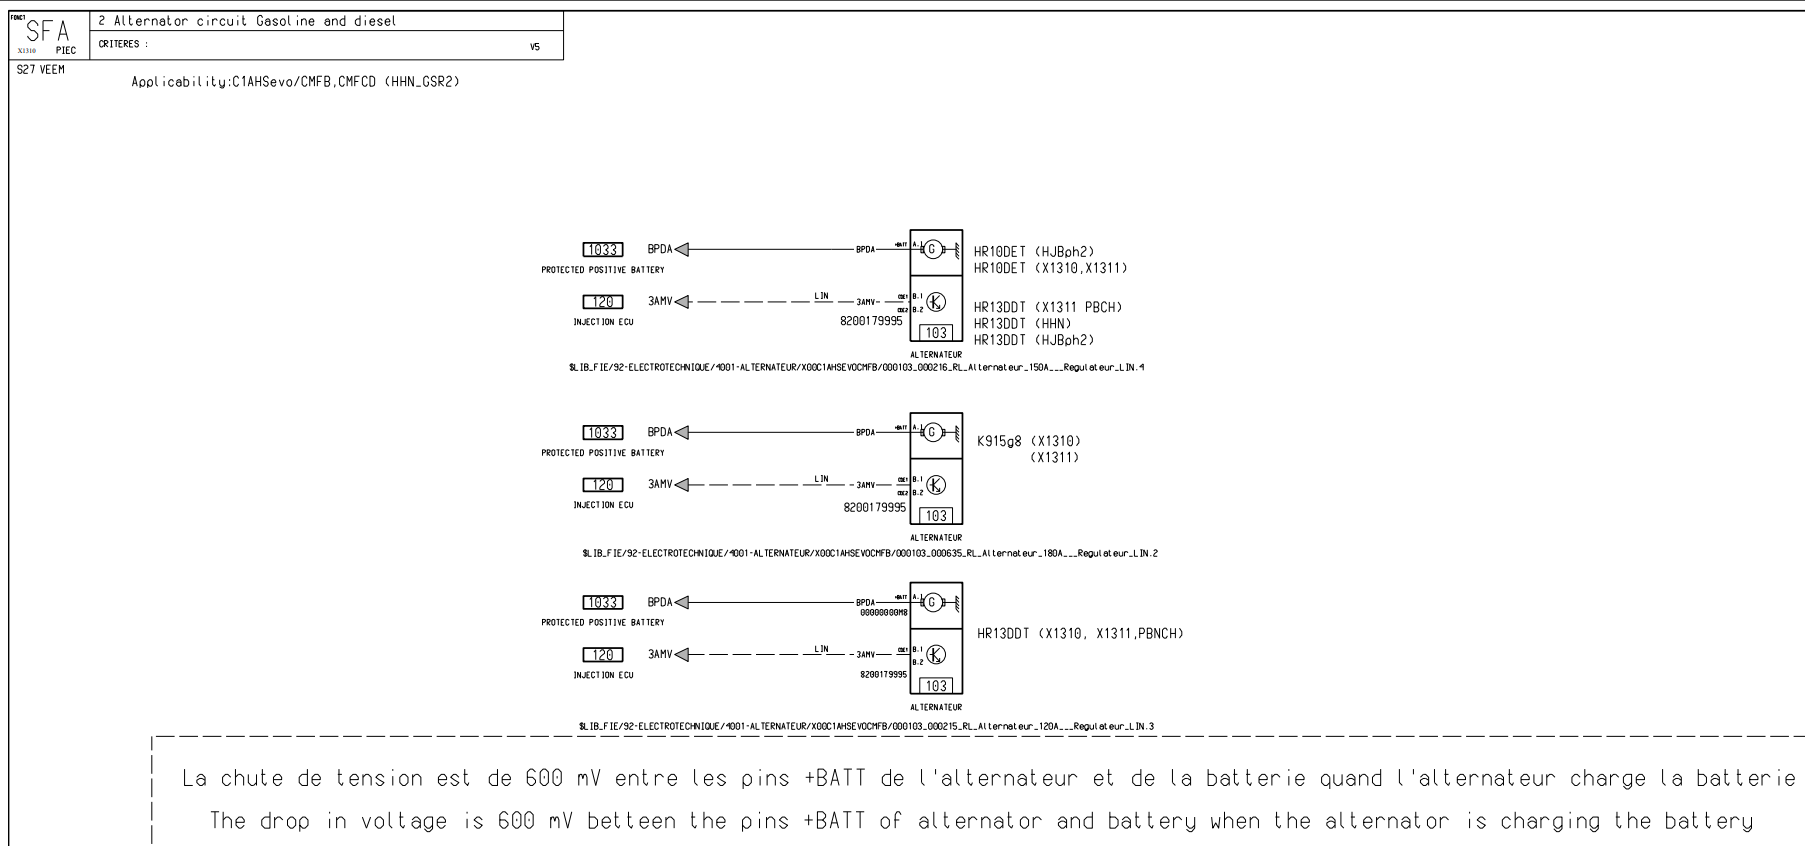 FONCT
SFA
X1310 PIEC
2 Alternator circuit Gasoline and diesel
CRITERES : V5
S27 VEEM
Applicability:C1AHSevo/CMFB,CMFCD (HHN_GSR2)
1033 BPDA BPDA +BATT A.1 G
PROTECTED POSITIVE BATTERY
HR10DET (HJBph2)
HR10DET (X1310,X1311)
120 3AMV LIN 3AMV B.1
B.2
INJECTION ECU
8200179995
103
HR13DDT (X1311 PBCH)
HR13DDT (HHN)
HR13DDT (HJBph2)
ALTERNATEUR
$LIB_FIE/92-ELECTROTECHNIQUE/4001-ALTERNATEUR/X00C1AHSEVOCMFB/000103_000216_RL_Alternateur_150A___Regulateur_LIN.4
1033 BPDA BPDA +BATT A.1 G
PROTECTED POSITIVE BATTERY
K915g8 (X1310)
(X1311)
120 3AMV LIN 3AMV B.1
B.2
INJECTION ECU
8200179995
103
ALTERNATEUR
$LIB_FIE/92-ELECTROTECHNIQUE/4001-ALTERNATEUR/X00C1AHSEVOCMFB/000103_000635_RL_Alternateur_180A___Regulateur_LIN.2
1033 BPDA BPDA +BATT A.1 G
00000000M8
PROTECTED POSITIVE BATTERY
HR13DDT (X1310, X1311,PBNCH)
120 3AMV LIN 3AMV B.1
B.2
INJECTION ECU
8200179995
103
ALTERNATEUR
$LIB_FIE/92-ELECTROTECHNIQUE/4001-ALTERNATEUR/X00C1AHSEVOCMFB/000103_000215_RL_Alternateur_120A___Regulateur_LIN.3
La chute de tension est de 600 mV entre les pins +BATT de l'alternateur et de la batterie quand l'alternateur charge la batterie
The drop in voltage is 600 mV betteen the pins +BATT of alternator and battery when the alternator is charging the battery